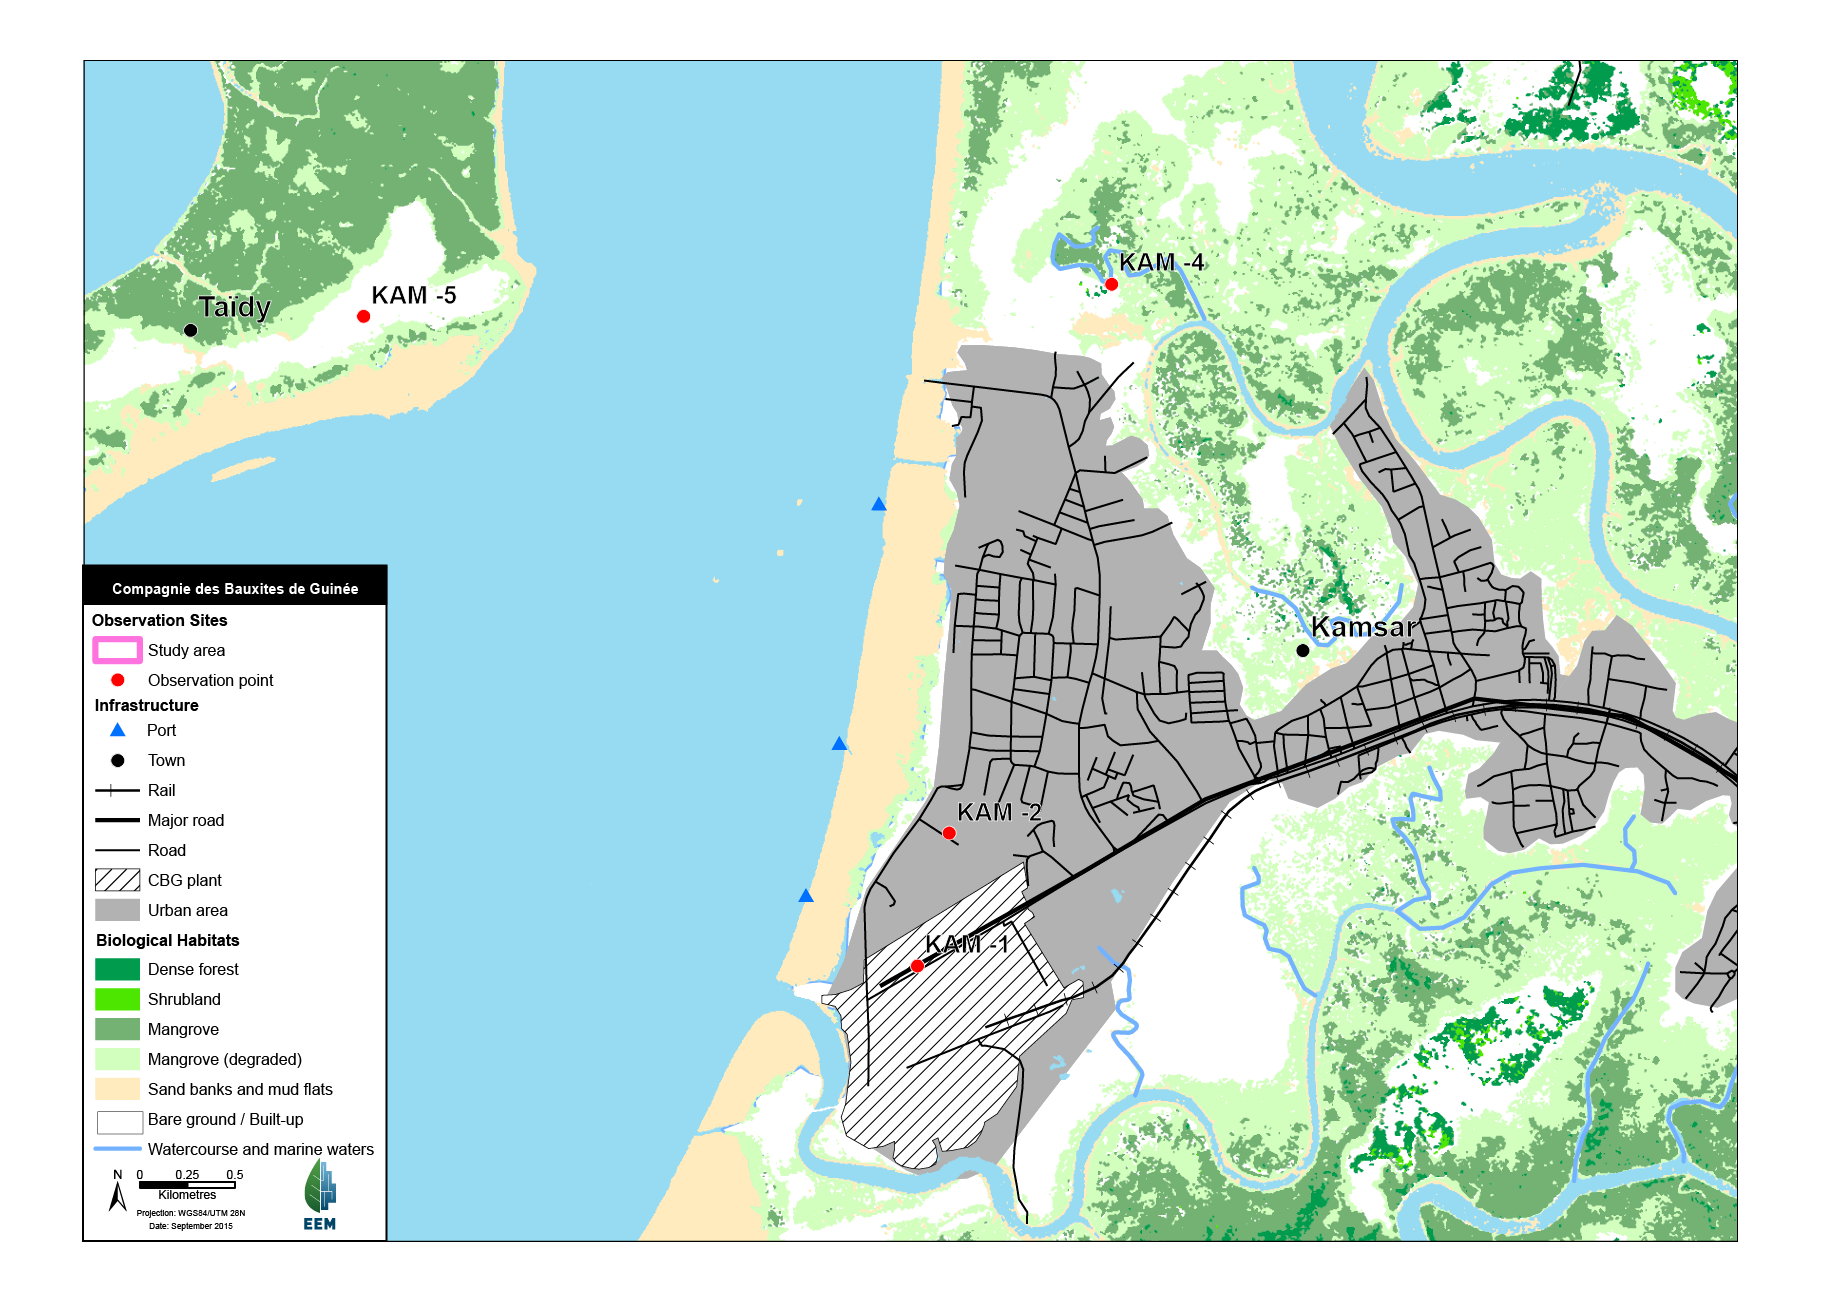 KAM -4
Taïdy
KAM -5
Kamsar
KAM -2
KAM -1
Compagnie des Bauxites de Guinée
Observation Sites
Study area
Observation point
Infrastructure
Port
Town
Rail
Major road
Road
CBG plant
Urban area
Biological Habitats
Dense forest
Shrubland
Mangrove
Mangrove (degraded)
Sand banks and mud flats
Bare ground / Built-up
Watercourse and marine waters
N 0 0.25 0.5
Kilometres
Projection: WGS84/UTM 28N
Date: September 2015
EEM